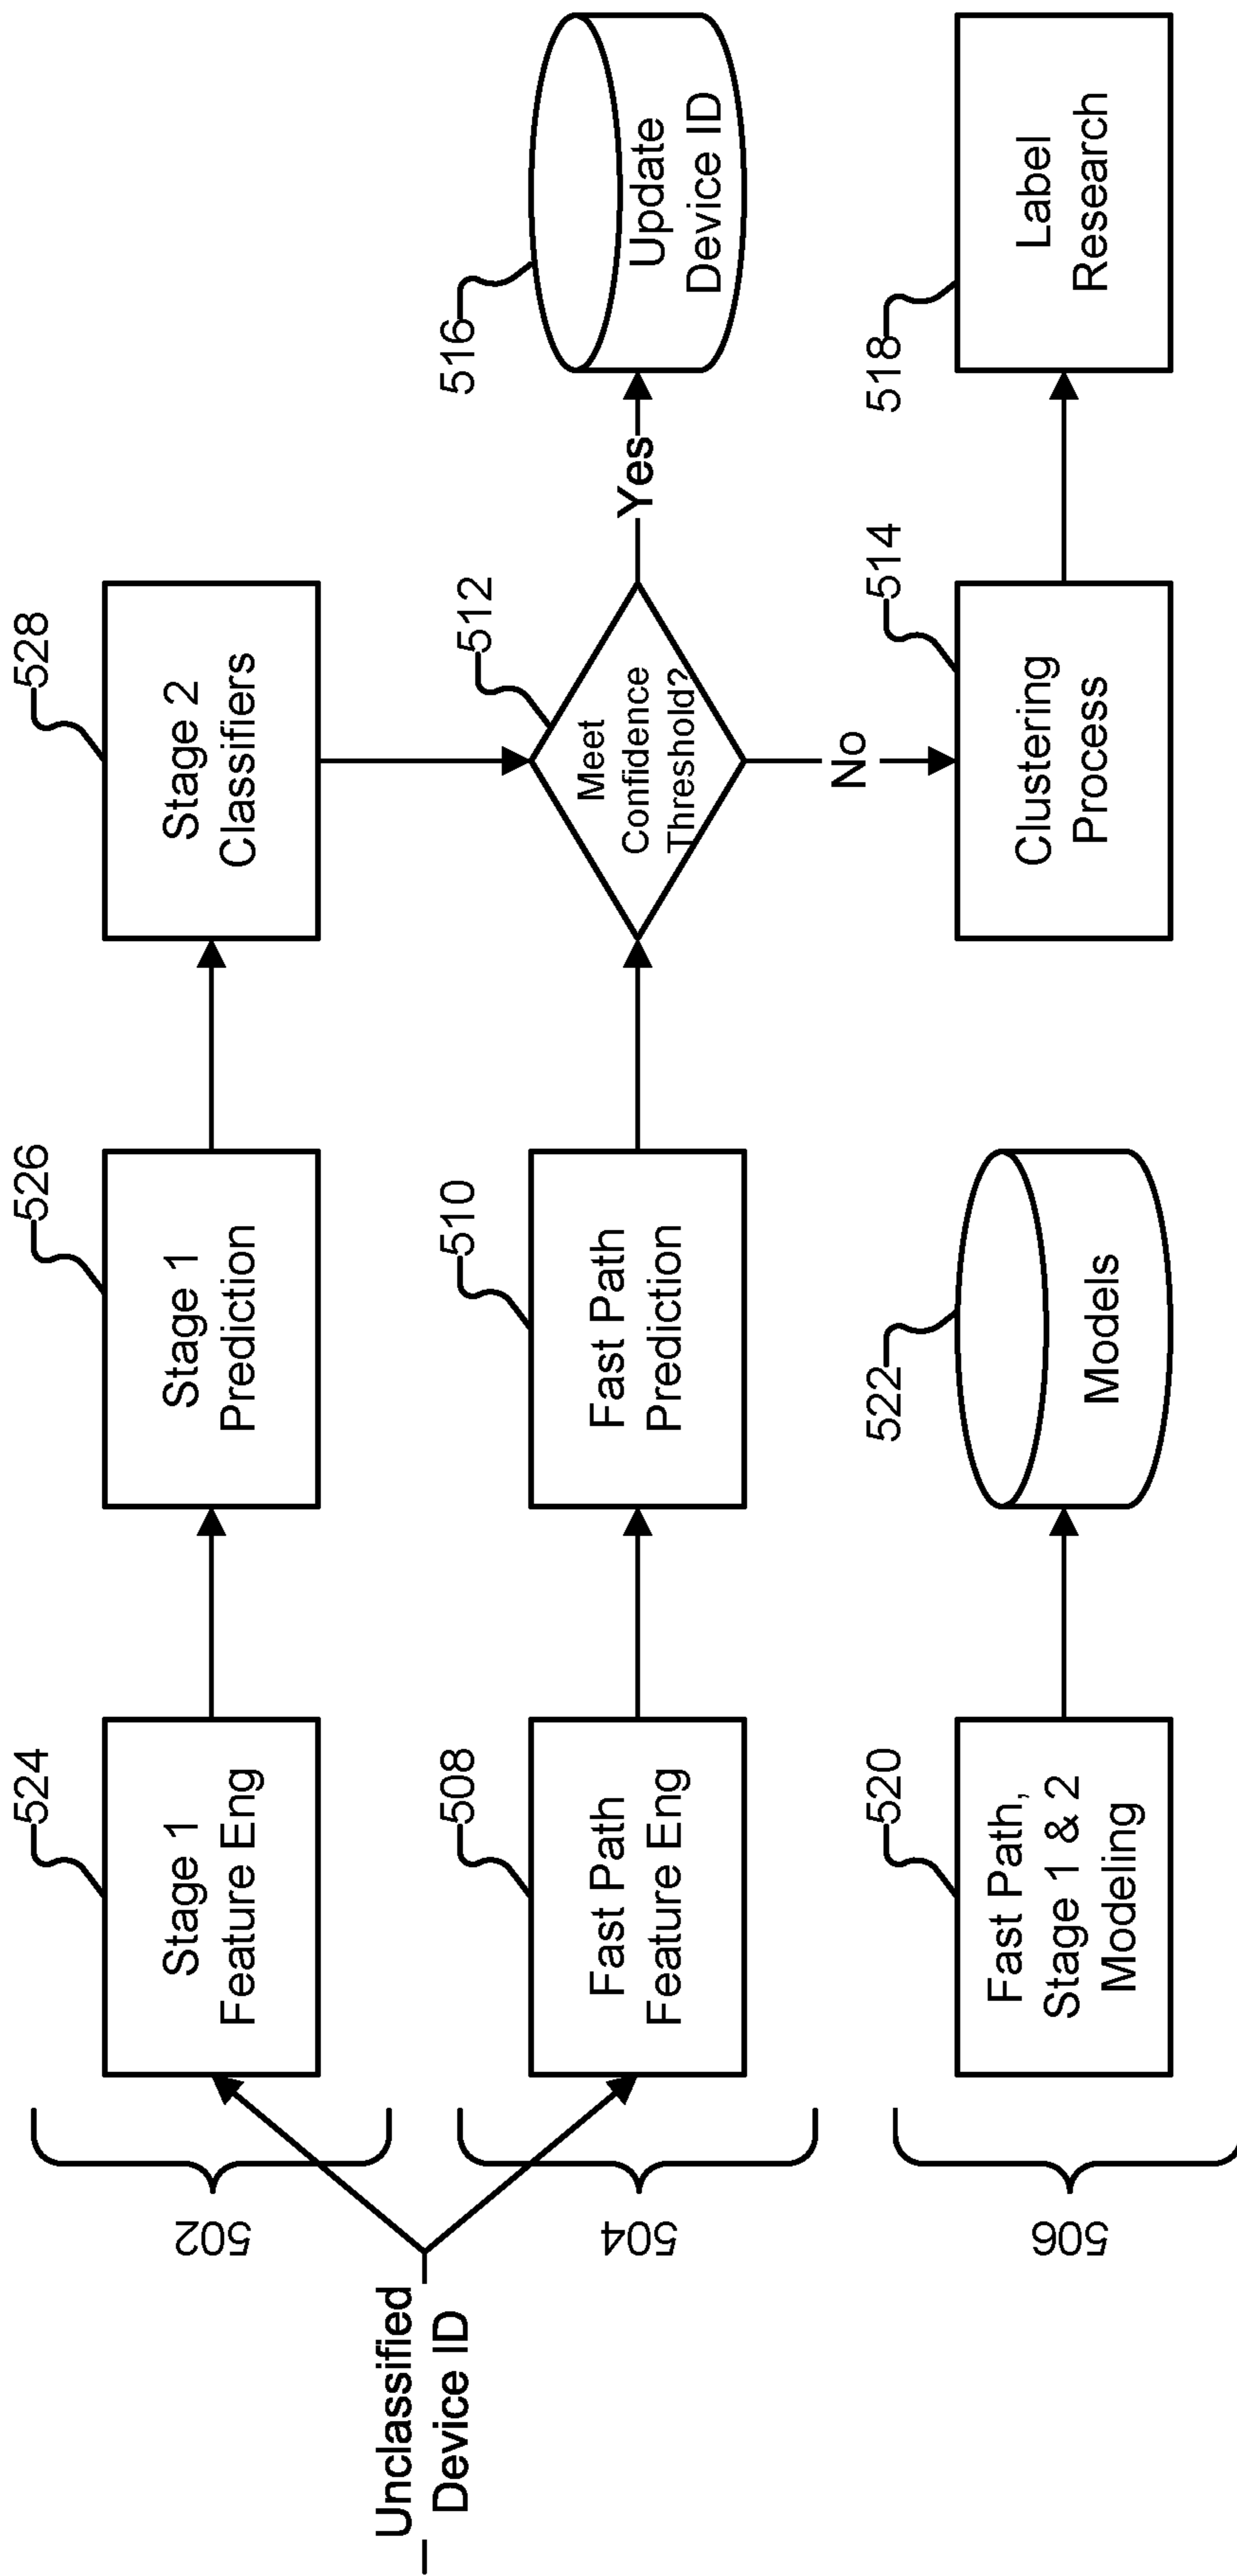 524
Stage 1
Feature Eng
526
Stage 1
Prediction
528
Stage 2
Classifiers
502
Unclassified
Device ID
508
Fast Path
Feature Eng
510
Fast Path
Prediction
512
Meet
Confidence
Threshold?
Yes
516
Update
Device ID
504
No
520
Fast Path,
Stage 1 & 2
Modeling
522
Models
514
Clustering
Process
518
Label
Research
506